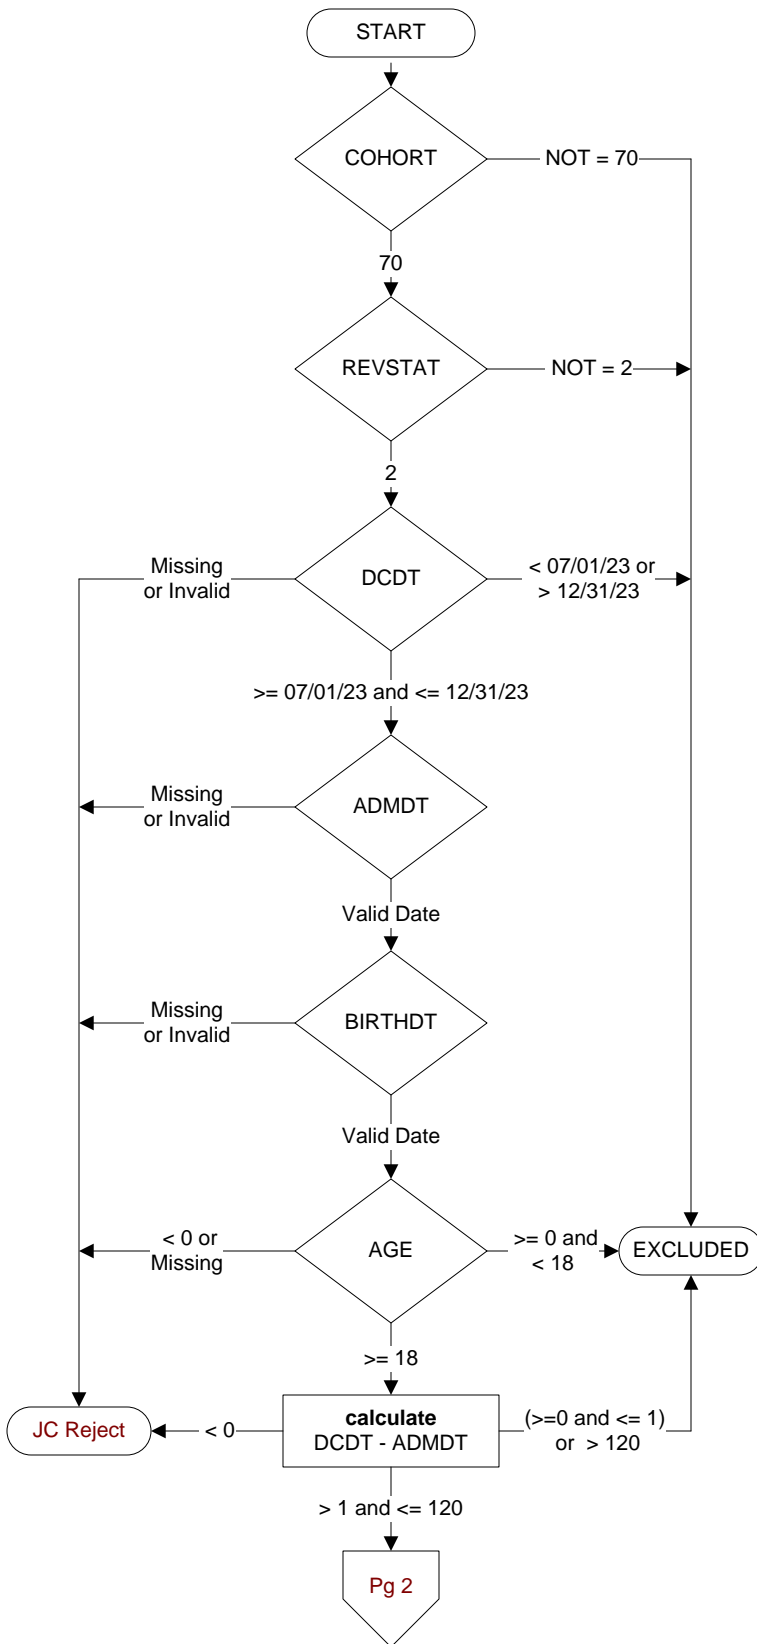 START
COHORT
NOT = 70
70
REVSTAT
NOT = 2
2
Missing
or Invalid
DCDT
< 07/01/23 or
> 12/31/23
>= 07/01/23 and <= 12/31/23
Missing
or Invalid
ADMDT
Valid Date
Missing
or Invalid
BIRTHDT
Valid Date
< 0 or
Missing
AGE
>= 0 and
< 18
EXCLUDED
>= 18
JC Reject
< 0
calculate
DCDT - ADMDT
(>=0 and <= 1)
or > 120
> 1 and <= 120
Pg 2